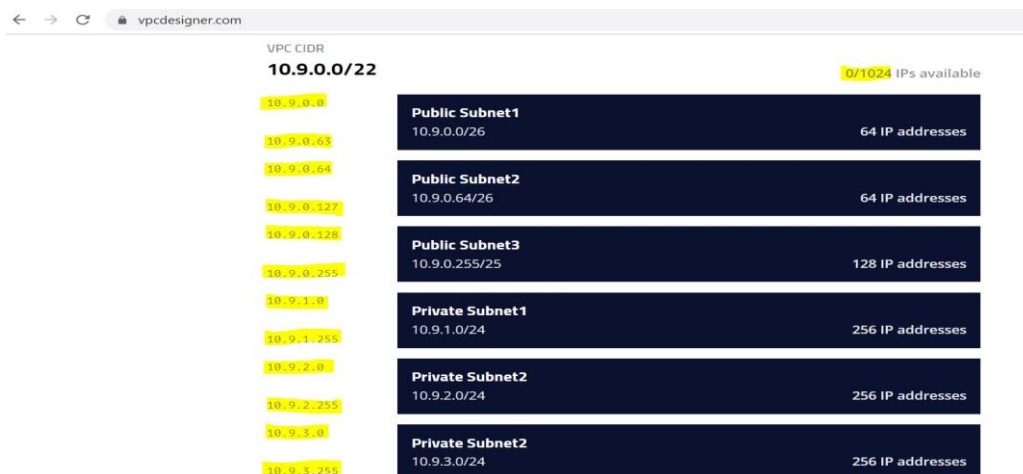 vpcdesigner.com
VPC CIDR
10.9.0.0/22
0/1024 IPs available
10.9.0.0
Public Subnet1
10.9.0.0/26
64 IP addresses
10.9.0.63
10.9.0.64
Public Subnet2
10.9.0.64/26
64 IP addresses
10.9.0.127
10.9.0.128
Public Subnet3
10.9.0.255/25
128 IP addresses
10.9.0.255
10.9.1.0
Private Subnet1
10.9.1.0/24
256 IP addresses
10.9.1.255
10.9.2.0
Private Subnet2
10.9.2.0/24
256 IP addresses
10.9.2.255
10.9.3.0
Private Subnet2
10.9.3.0/24
256 IP addresses
10.9.3.255